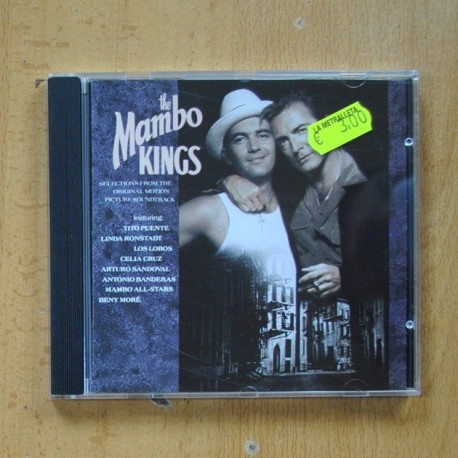 the
Mambo
KINGS
SELECTIONS FROM THE
ORIGINAL MOTION
PICTURE SOUNDTRACK
featuring:
TITO PUENTE
LINDA RONSTADT
LOS LOBOS
CELIA CRUZ
ARTURO SANDOVAL
ANTONIO BANDERAS
MAMBO ALL-STARS
BENY MORÉ
LA METRALLETA
€ 3,00